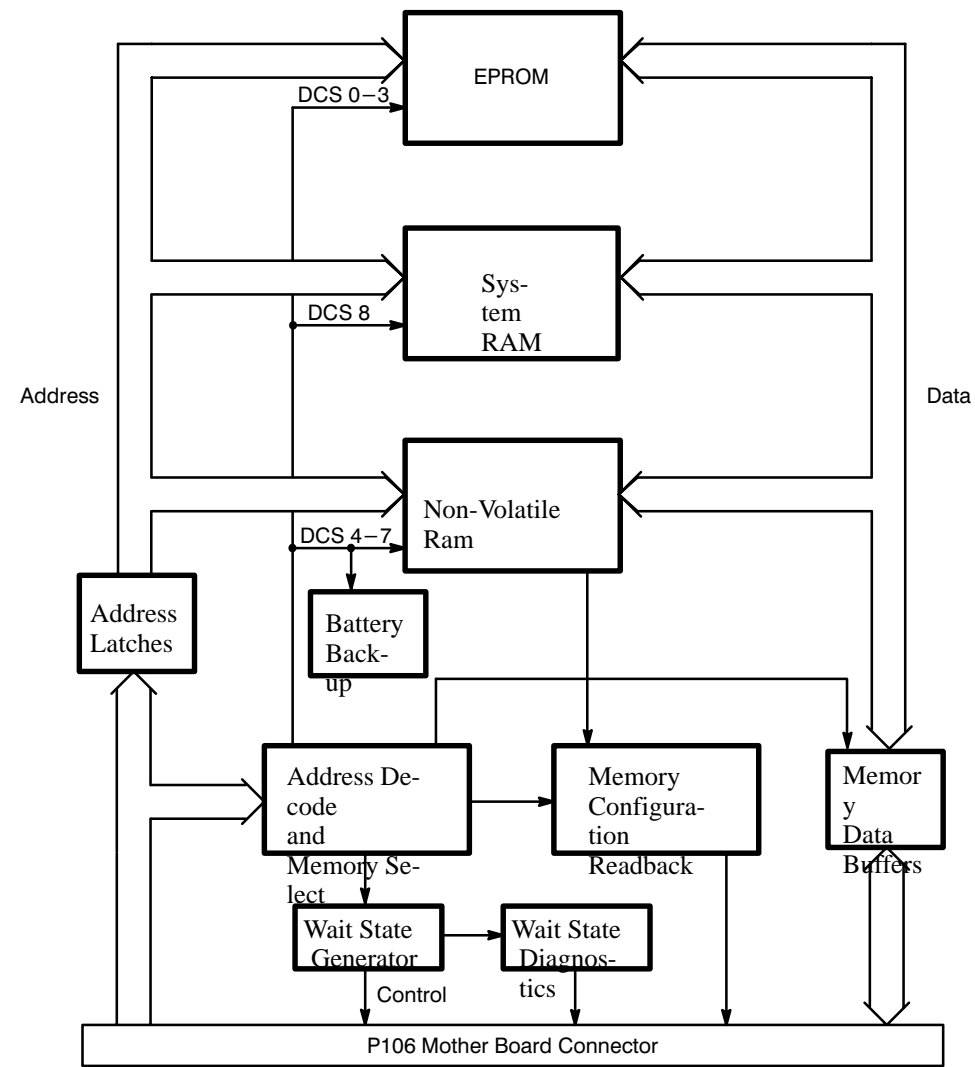 EPROM
DCS 0–3
Sys-
tem
RAM
DCS 8
Address
Data
Non-Volatile
Ram
DCS 4–7
Address
Latches
Battery
Back-
up
Address De-
code
and
Memory Se-
lect
Memory
Configura-
tion
Readback
Memor
y
Data
Buffers
Wait State
Generator
Wait State
Diagnos-
tics
Control
P106 Mother Board Connector